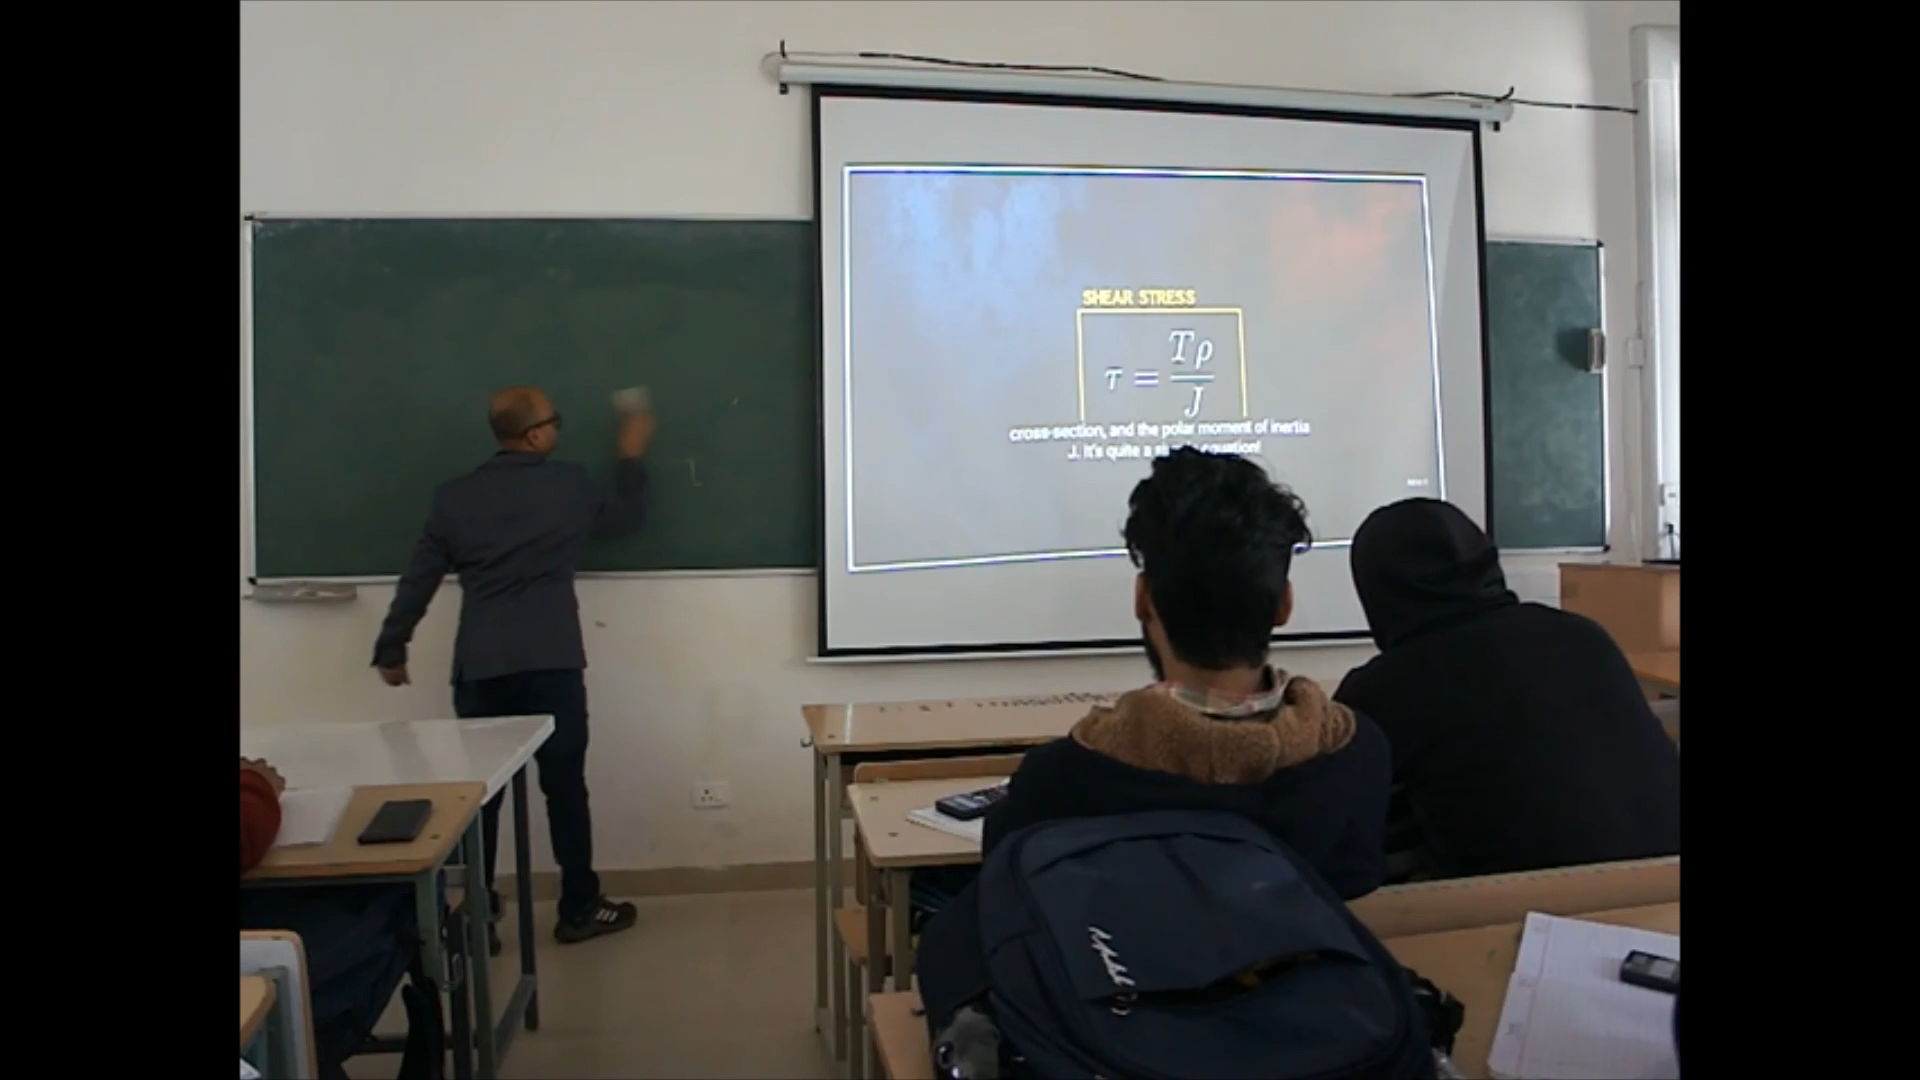 SHEAR STRESS
τ = Tρ / J
cross-section, and the polar moment of inertia
J. It's quite a equation!